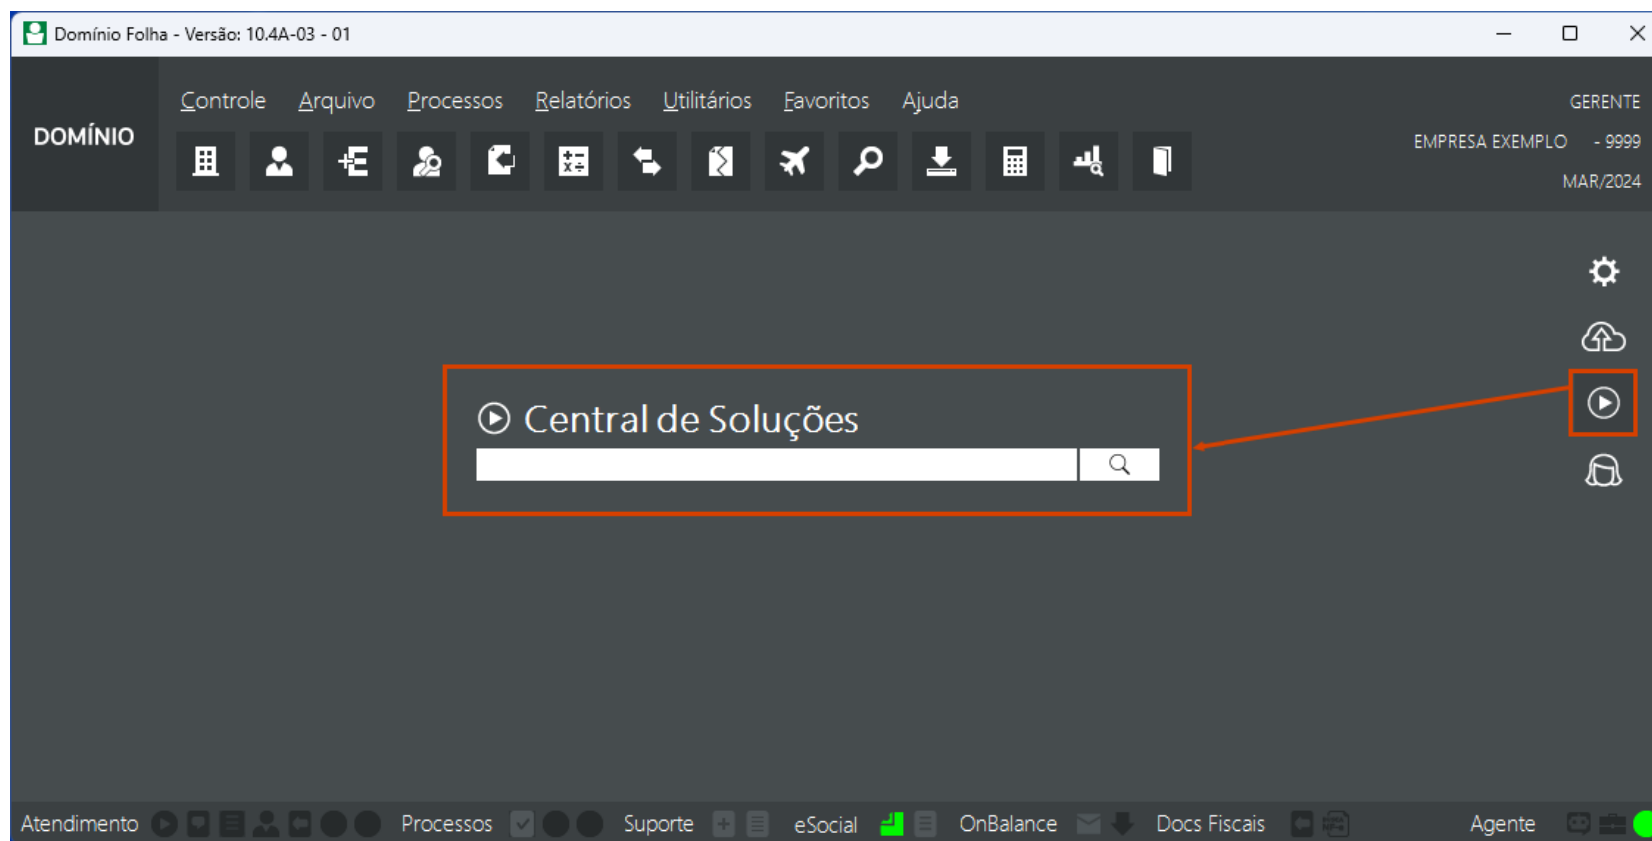 Domínio Folha - Versão: 10.4A-03 - 01
DOMÍNIO
Controle Arquivo Processos Relatórios Utilitários Favoritos Ajuda
GERENTE
EMPRESA EXEMPLO - 9999
MAR/2024
Central de Soluções
Atendimento Processos Suporte eSocial OnBalance Docs Fiscais Agente